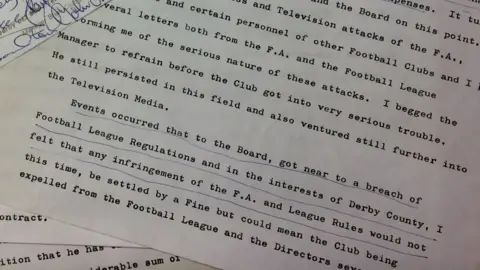 expenses. It tu
and the Board on this point.
s and Television attacks of the F.A.,
y and certain personnel of other Football Clubs and I
everal letters both from the F.A. and the Football League
orming me of the serious nature of these attacks. I begged the
Manager to refrain before the Club got into very serious trouble.
He still persisted in this field and also ventured still further into
the Television Media.
Events occurred that to the Board, got near to a breach of
Football League Regulations and in the interests of Derby County, I
felt that any infringement of the F.A. and League Rules would not
this time, be settled by a Fine but could mean the Club being
expelled from the Football League and the Directors
ontract.
ition that he has
siderable sum of